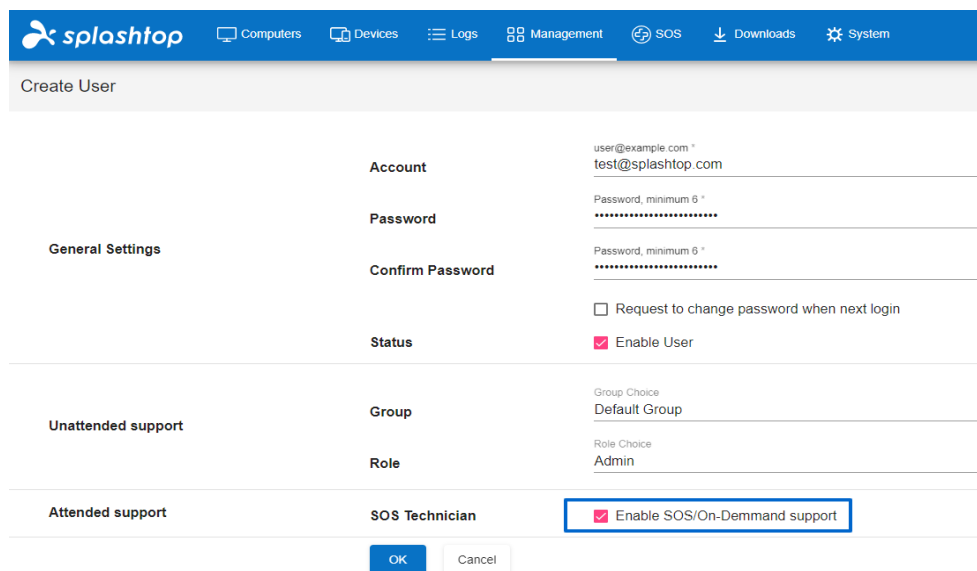 splashtop Computers Devices Logs Management SOS Downloads System
Create User
General Settings
Account
user@example.com *
test@splashtop.com
Password
Password, minimum 6 *
•••••••••••••••••••••••••
Confirm Password
Password, minimum 6 *
•••••••••••••••••••••••••
Request to change password when next login
Status
Enable User
Unattended support
Group
Group Choice
Default Group
Role
Role Choice
Admin
Attended support
SOS Technician
Enable SOS/On-Demmand support
OK Cancel